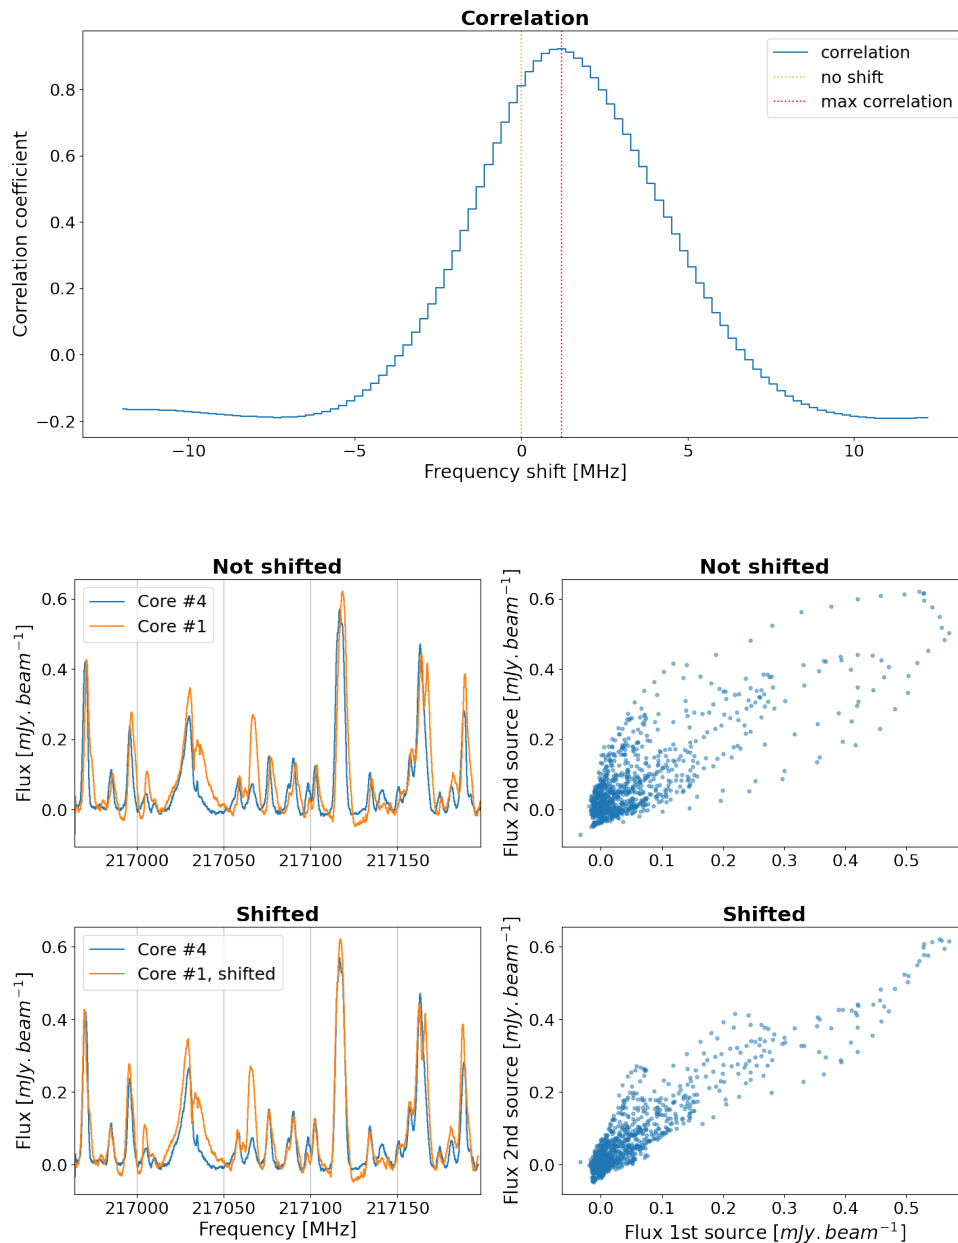 Correlation
correlation
no shift
max correlation
Correlation coefficient
0.8
0.6
0.4
0.2
0.0
−0.2
−10
−5
0
5
10
Frequency shift [MHz]
Not shifted
Core #4
Core #1
Flux [mJy.beam⁻¹]
0.6
0.4
0.2
0.0
217000
217050
217100
217150
Not shifted
Flux 2nd source [mJy.beam⁻¹]
0.6
0.4
0.2
0.0
0.0
0.1
0.2
0.3
0.4
0.5
Shifted
Core #4
Core #1, shifted
Flux [mJy.beam⁻¹]
0.6
0.4
0.2
0.0
217000
217050
217100
217150
Frequency [MHz]
Shifted
Flux 2nd source [mJy.beam⁻¹]
0.6
0.4
0.2
0.0
0.0
0.1
0.2
0.3
0.4
0.5
Flux 1st source [mJy.beam⁻¹]